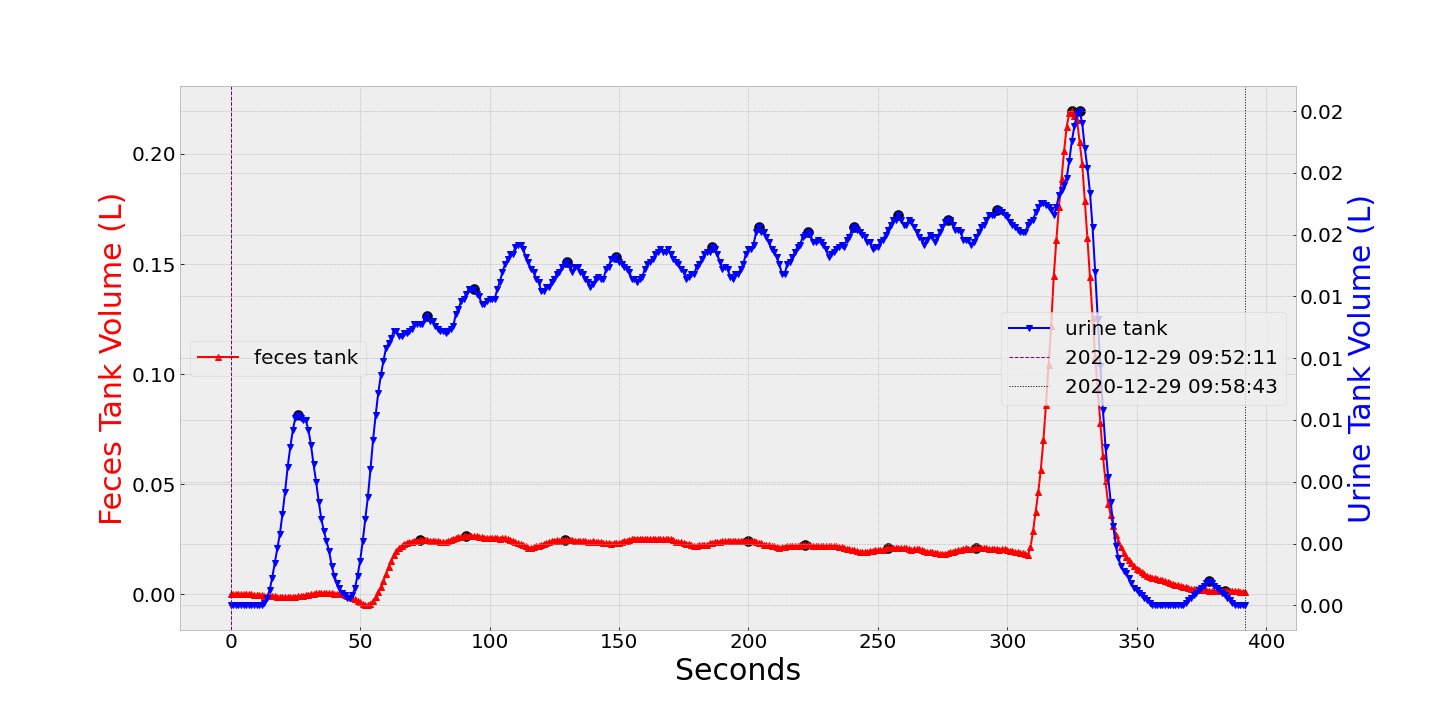 Feces Tank Volume (L)
0.20
0.15
0.10
0.05
0.00
feces tank
urine tank
2020-12-29 09:52:11
2020-12-29 09:58:43
0.02
0.02
0.02
0.01
0.01
0.01
0.00
0.00
0.00
Urine Tank Volume (L)
0 50 100 150 200 250 300 350 400
Seconds